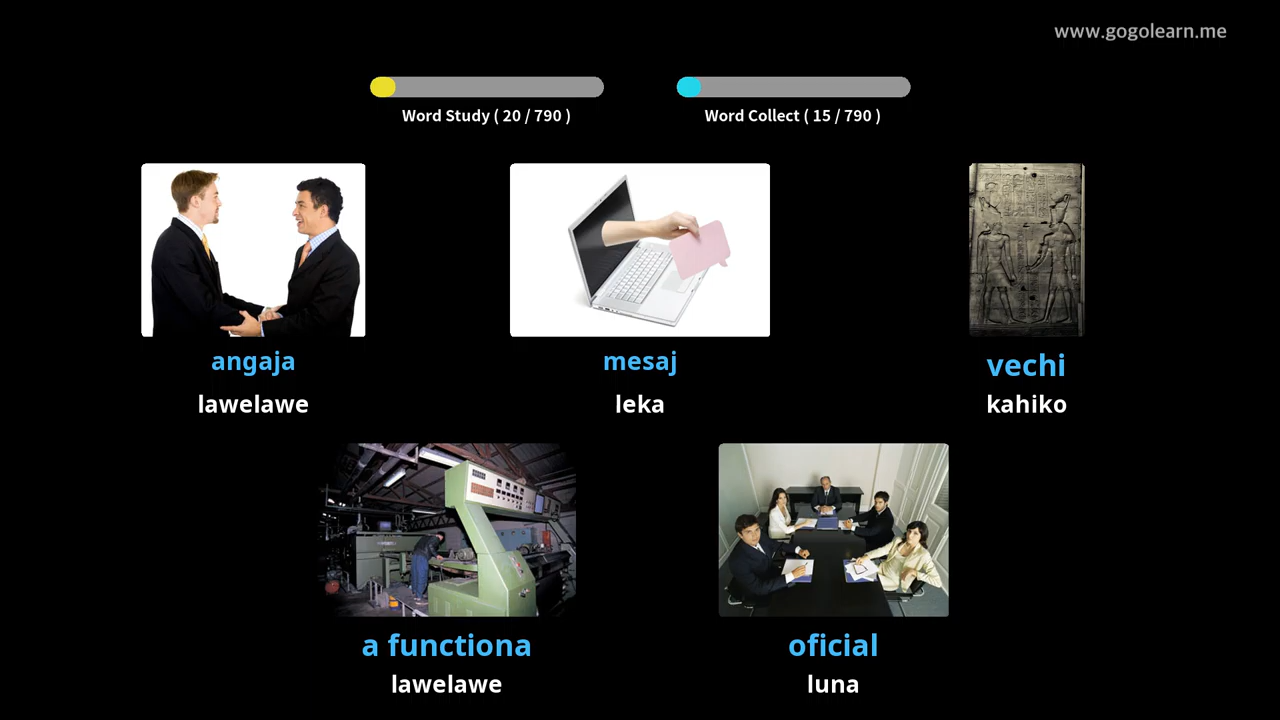 www.gogolearn.me
Word Study ( 20 / 790 )
Word Collect ( 15 / 790 )
angaja
mesaj
vechi
lawelawe
leka
kahiko
a functiona
oficial
lawelawe
luna